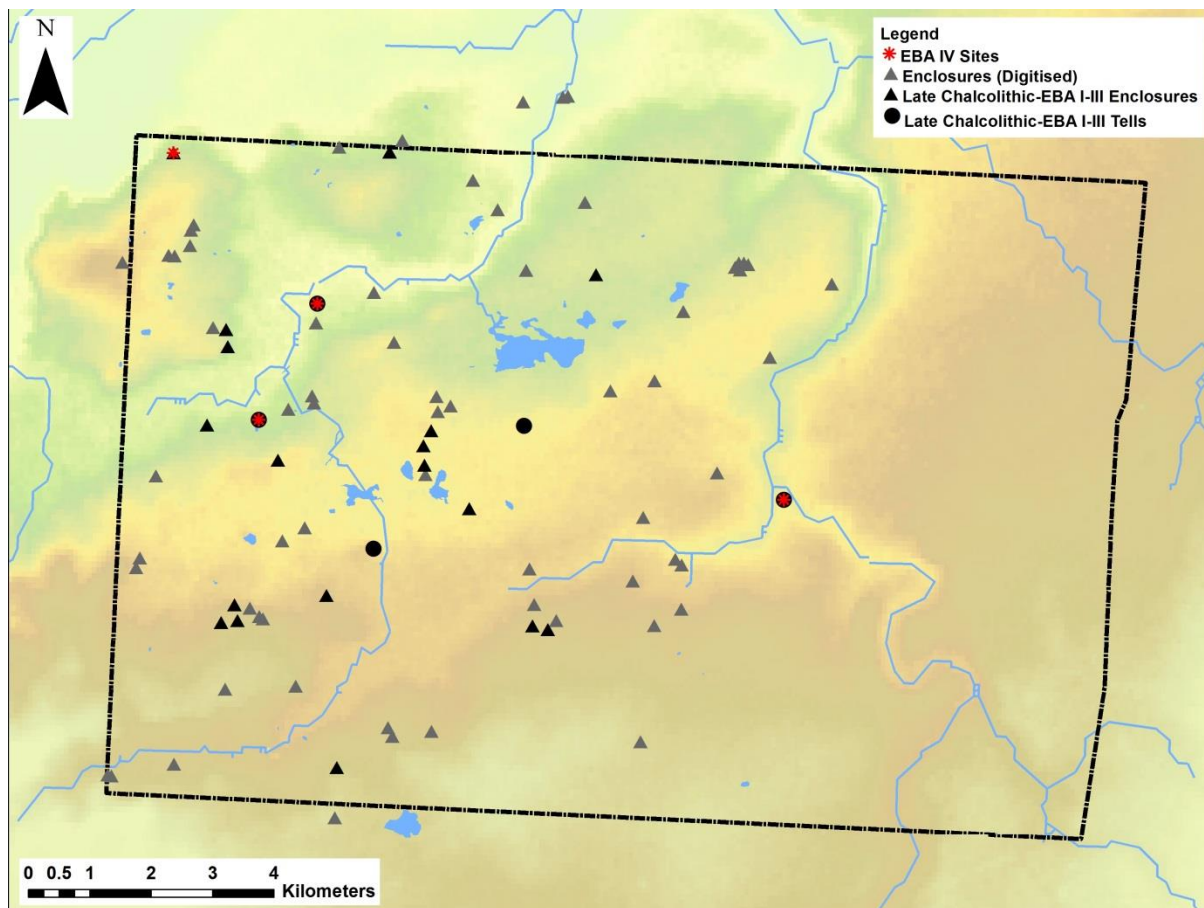 N
Legend
EBA IV Sites
Enclosures (Digitised)
Late Chalcolithic-EBA I-III Enclosures
Late Chalcolithic-EBA I-III Tells
0 0.5 1 2 3 4
Kilometers